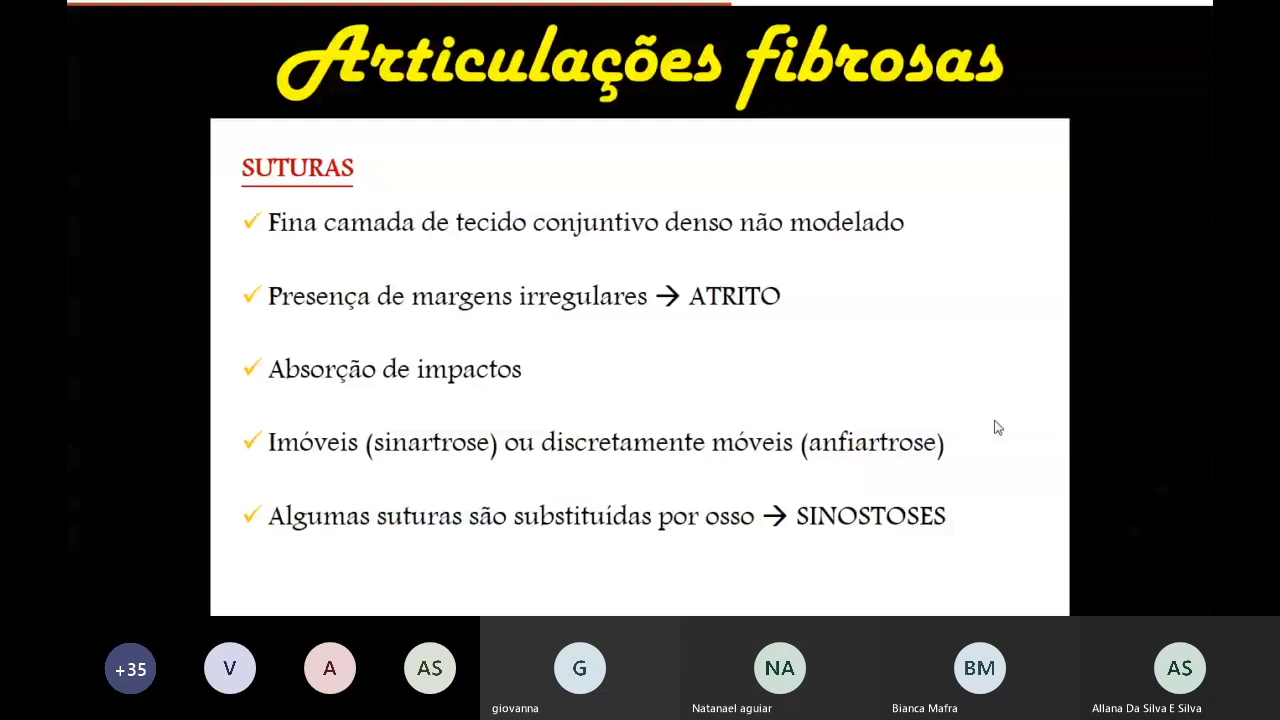 Articulações fibrosas
SUTURAS
✓ Fina camada de tecido conjuntivo denso não modelado
✓ Presença de margens irregulares → ATRITO
✓ Absorção de impactos
✓ Imóveis (sinartrose) ou discretamente móveis (anfiartrose)
✓ Algumas suturas são substituídas por osso → SINOSTOSES
+35 V A AS G NA BM AS
giovanna Natanael aguiar Bianca Mafra Allana Da Silva E Silva